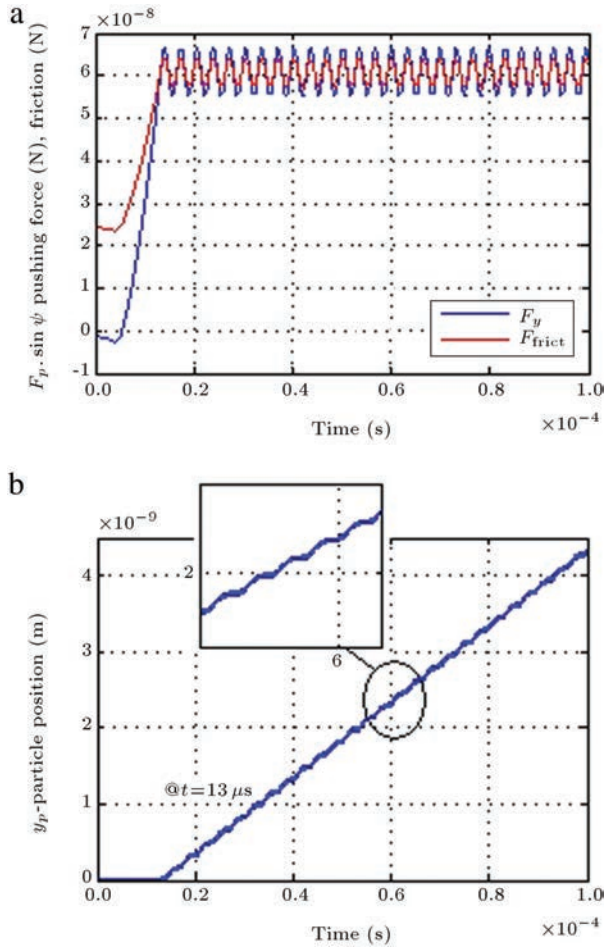 a
×10⁻⁸
F_p. sin ψ pushing force (N), friction (N)
7
6
5
4
3
2
1
0
-1
F_y
F_frict
0.0 0.2 0.4 0.6 0.8 1.0
Time (s)
×10⁻⁴
b
×10⁻⁹
y_p-particle position (m)
4
3
2
1
0
2
6
@t=13 μs
0.0 0.2 0.4 0.6 0.8 1.0
Time (s)
×10⁻⁴